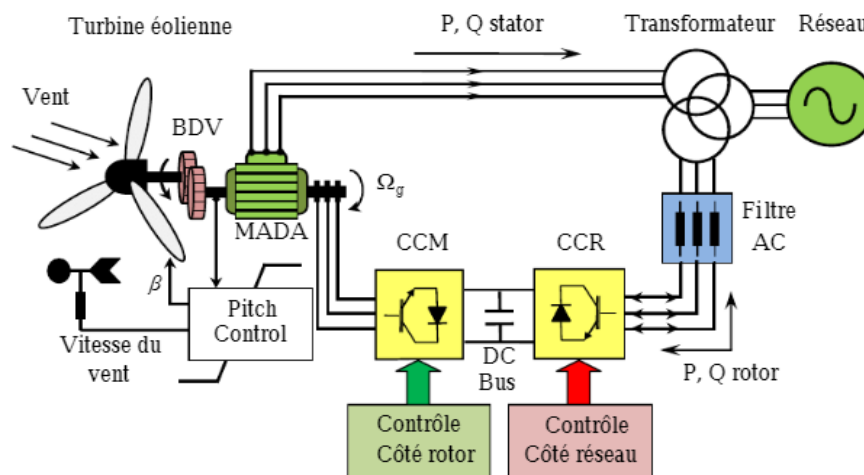 Turbine éolienne
P, Q stator
Transformateur
Réseau
Vent
BDV
Ωg
MADA
Filtre
AC
CCM
CCR
β
Pitch
Control
Vitesse du
vent
DC
Bus
P, Q rotor
Contrôle
Côté rotor
Contrôle
Côté réseau